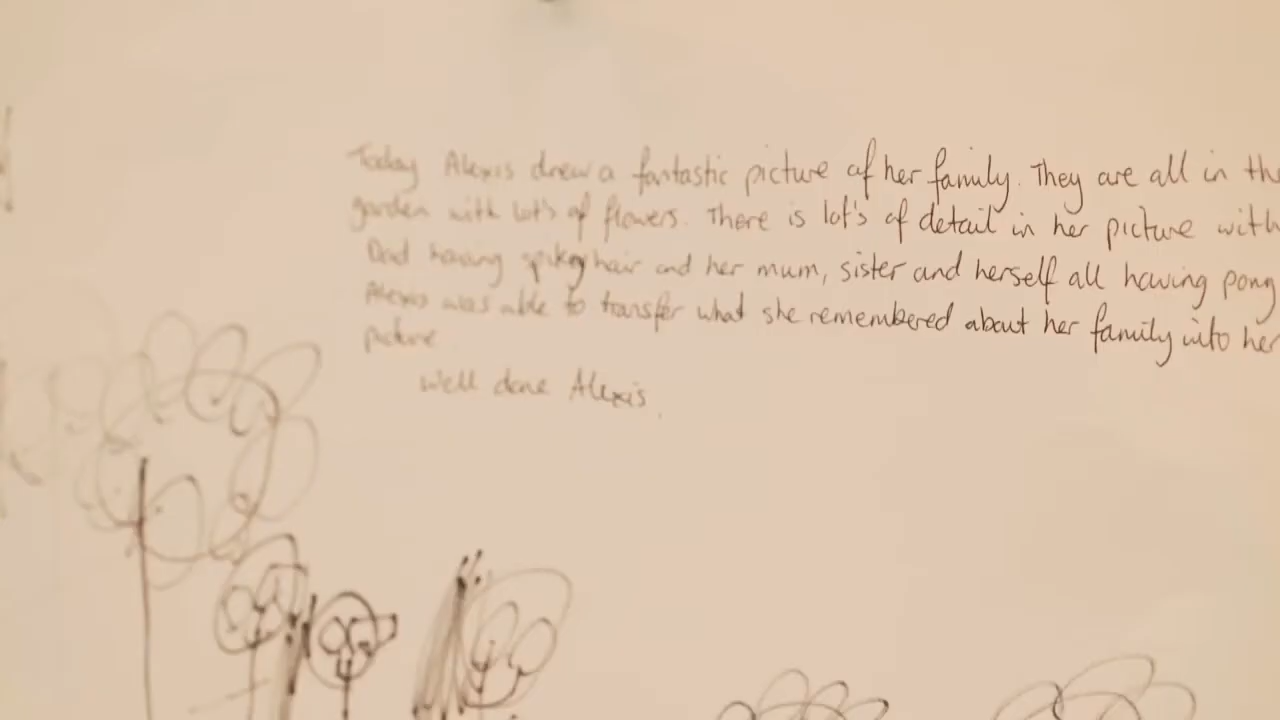 Today Alexis drew a fantastic picture of her family. They are all in the
garden with lot's of flowers. There is lot's of detail in her picture with
Dad having spikey hair and her mum, sister and herself all having pong
Alexis was able to transfer what she remembered about her family into her
picture
Well done Alexis.